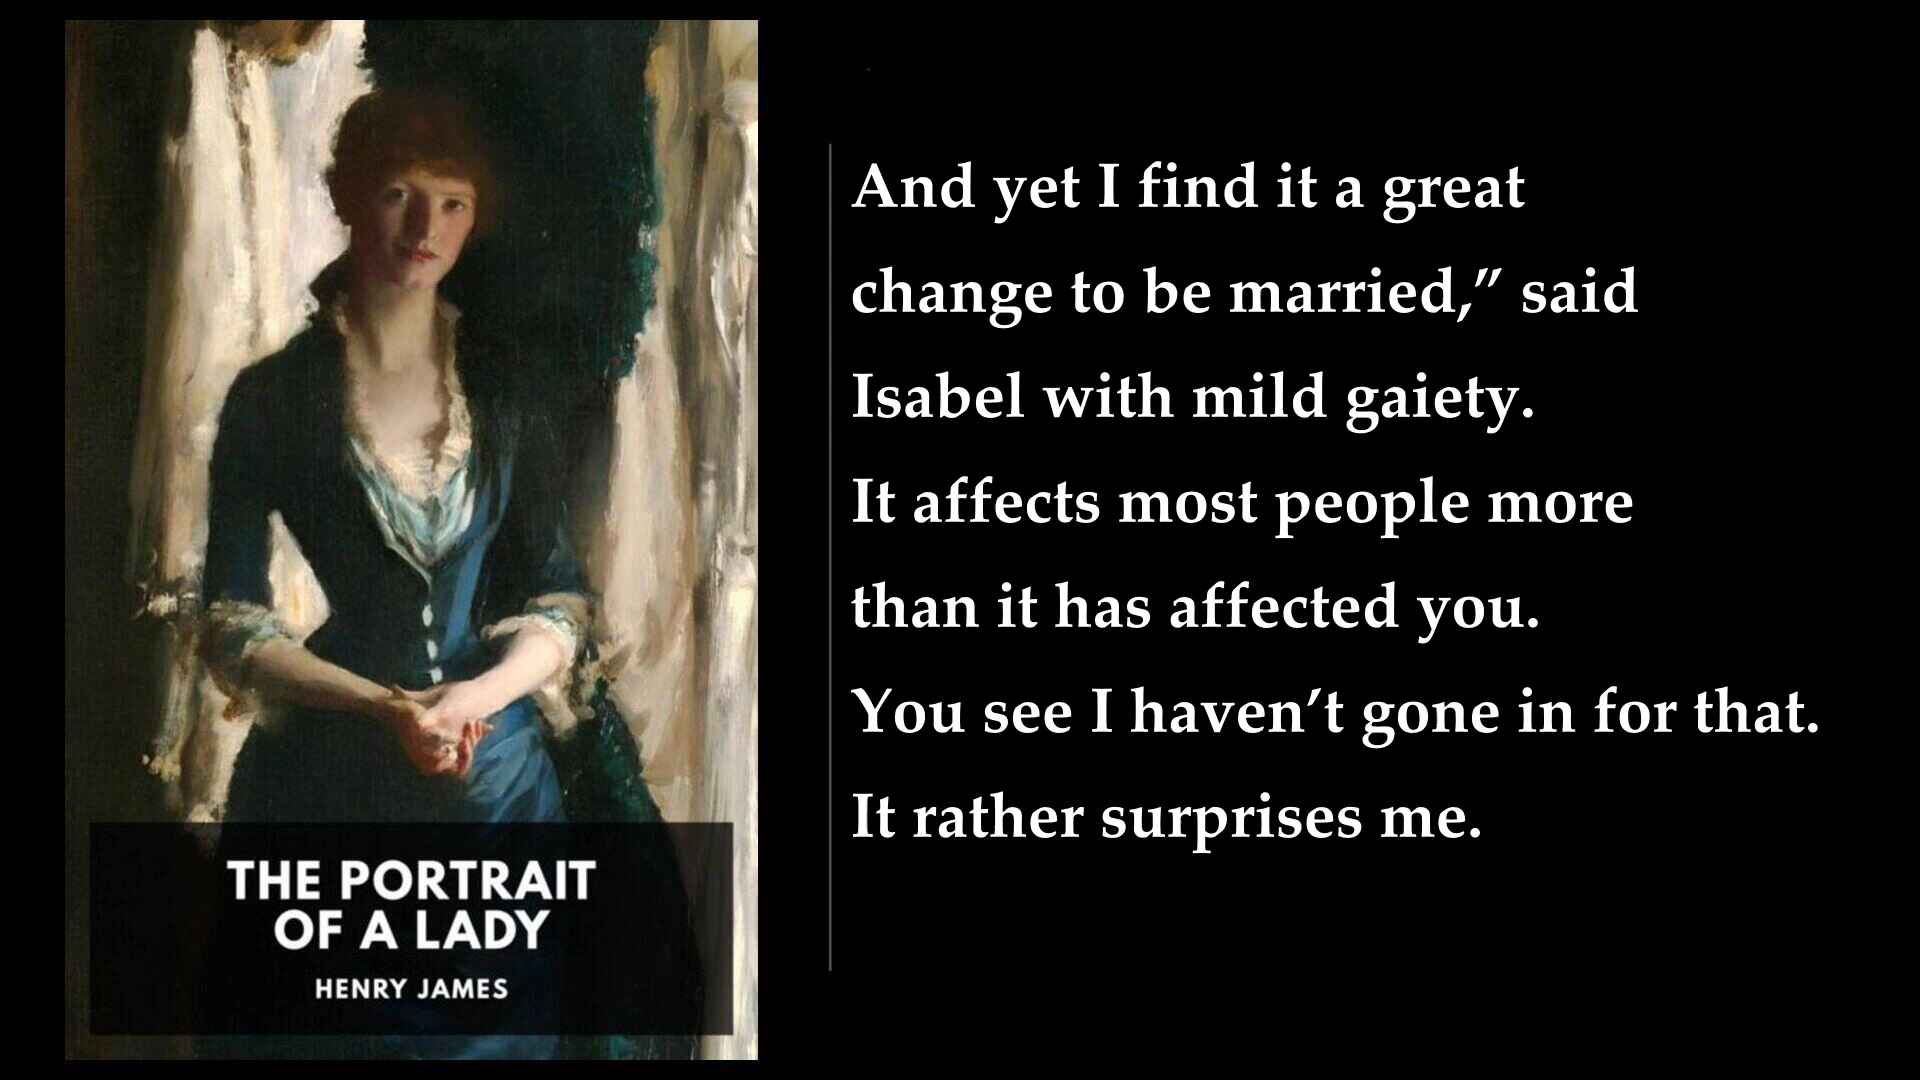 THE PORTRAIT
OF A LADY
HENRY JAMES
And yet I find it a great
change to be married,” said
Isabel with mild gaiety.
It affects most people more
than it has affected you.
You see I haven’t gone in for that.
It rather surprises me.